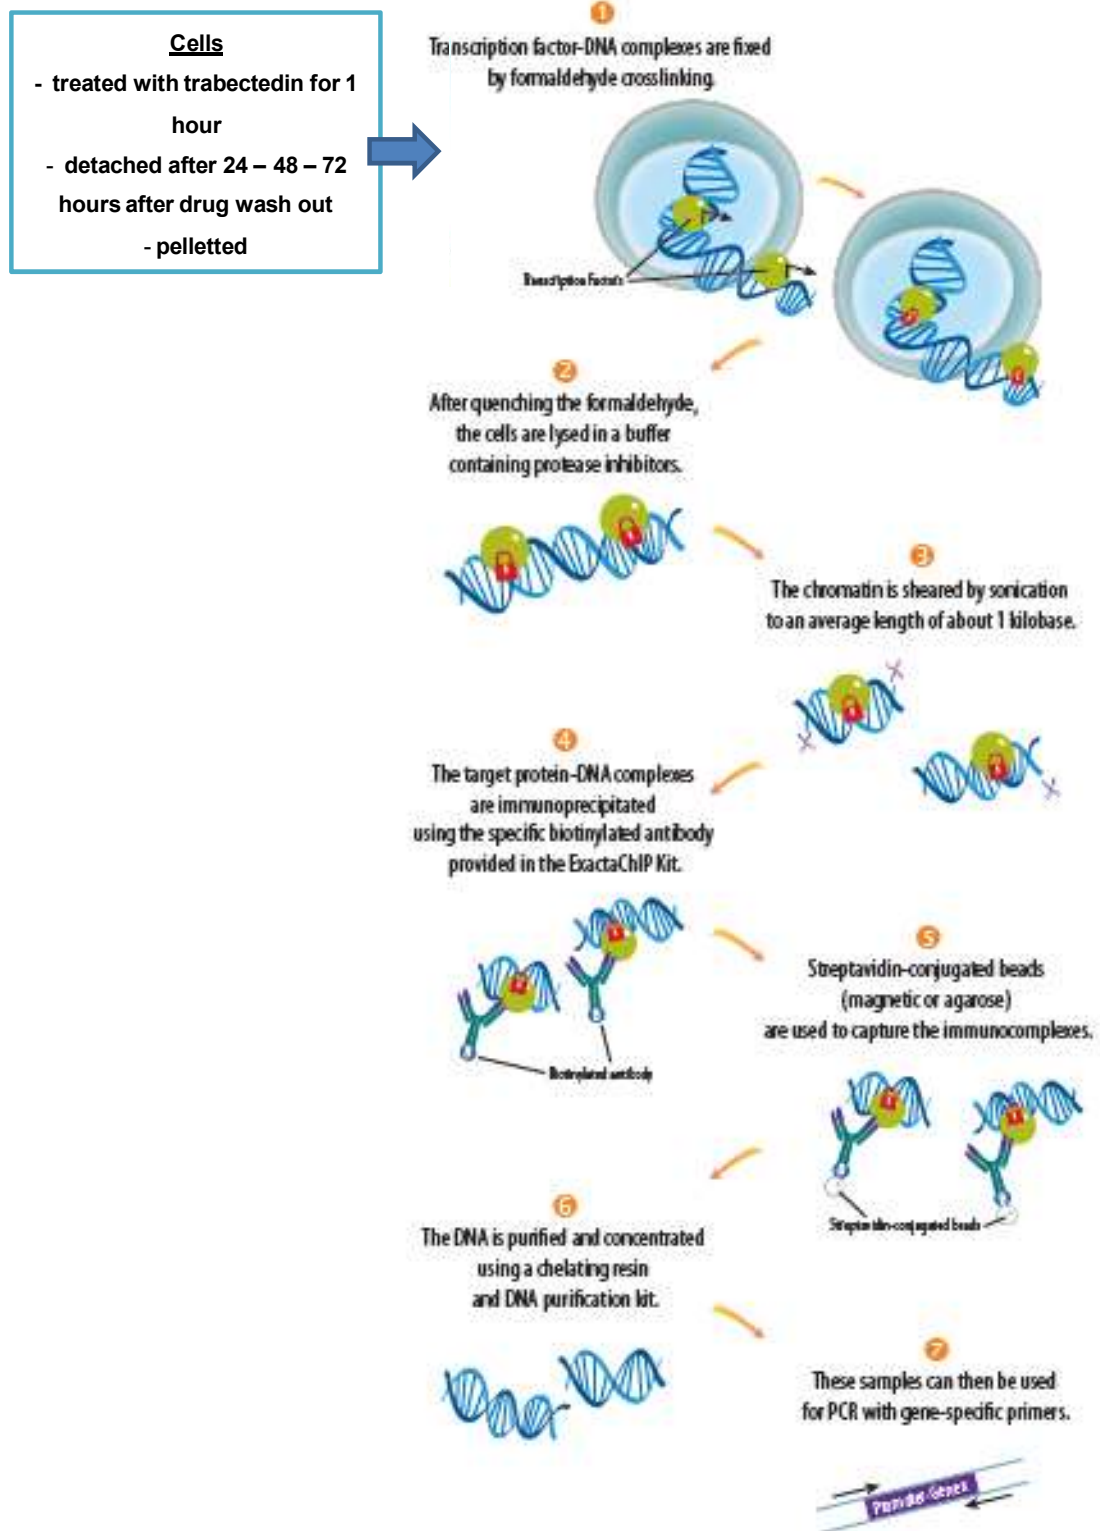 Cells
- treated with trabectedin for 1
hour
- detached after 24 – 48 – 72
hours after drug wash out
- pelletted
1
Transcription factor-DNA complexes are fixed
by formaldehyde crosslinking.
Transcription Factors
2
After quenching the formaldehyde,
the cells are lysed in a buffer
containing protease inhibitors.
3
The chromatin is sheared by sonication
to an average length of about 1 kilobase.
4
The target protein-DNA complexes
are immunoprecipitated
using the specific biotinylated antibody
provided in the ExactaChIP Kit.
Biotinylated antibody
5
Streptavidin-conjugated beads
(magnetic or agarose)
are used to capture the immunocomplexes.
Streptavidin-conjugated beads
6
The DNA is purified and concentrated
using a chelating resin
and DNA purification kit.
7
These samples can then be used
for PCR with gene-specific primers.
Promoter/Genex